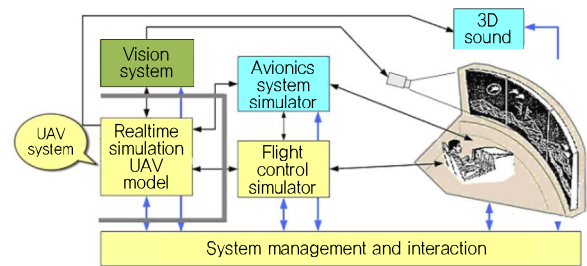 3D
sound
Vision
system
Avionics
system
simulator
UAV
system
Realtime
simulation
UAV
model
Flight
control
simulator
System management and interaction